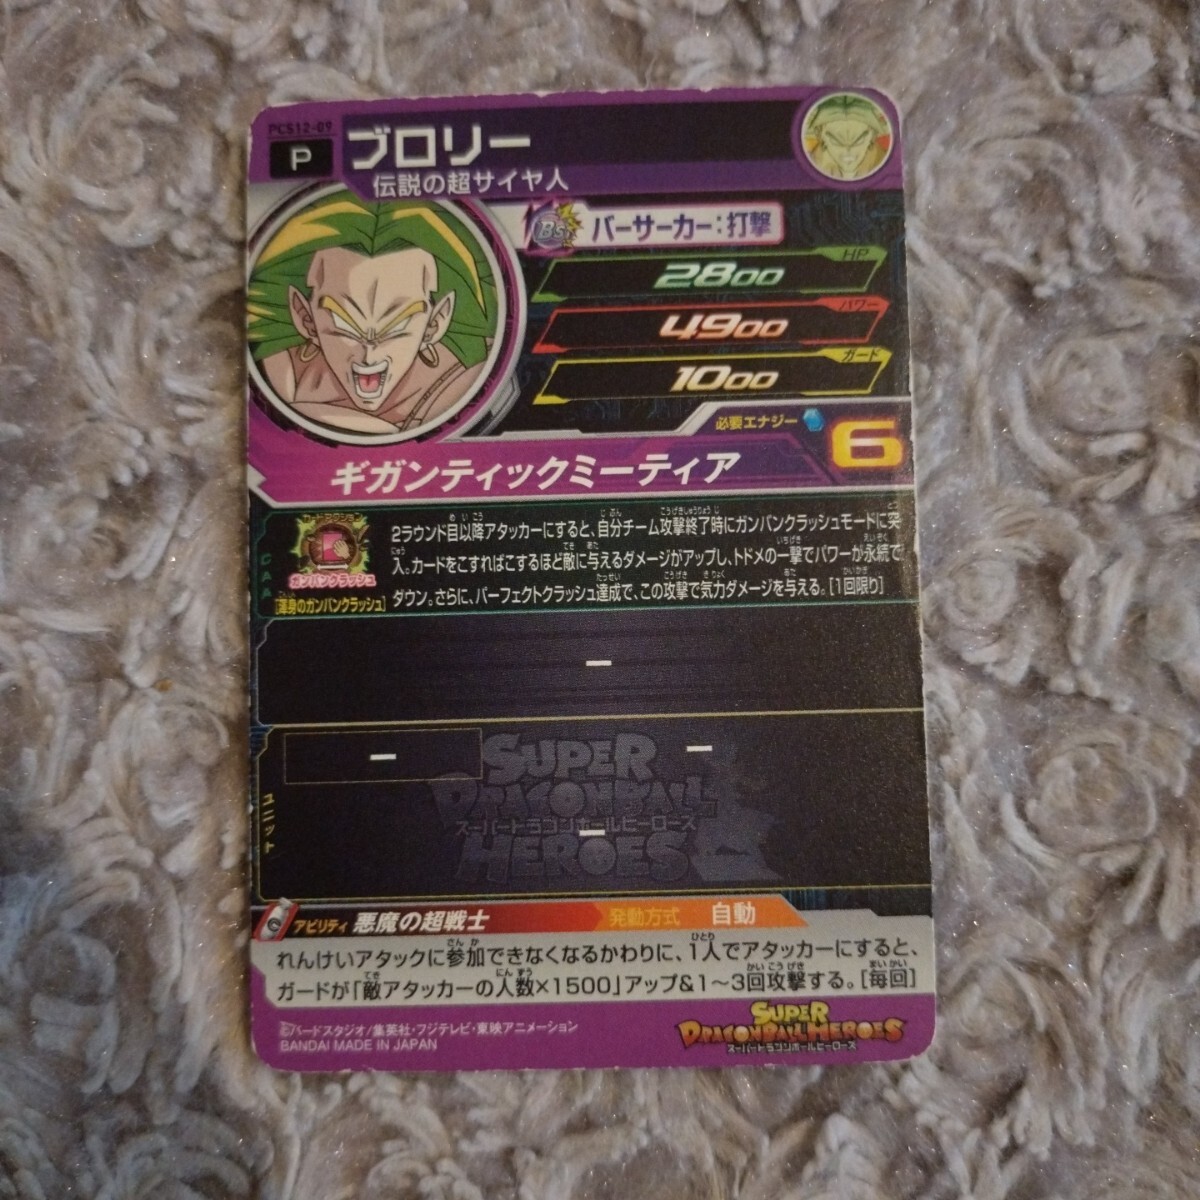 PCS12-09
P
ブロリー
伝説の超サイヤ人
BS
バーサーカー:打撃
HP
2800
パワー
4900
ガード
1000
必要エナジー
6
ギガンティックミーティア
CAA
カードアクション
ガンバンクラッシュ
[渾身のガンバンクラッシュ]
2ラウンド目以降アタッカーにすると、自分チーム攻撃終了時にガンバンクラッシュモードに突
入。カードをこすればこするほど敵に与えるダメージがアップし、トドメの一撃でパワーが永続で
ダウン。さらに、パーフェクトクラッシュ達成で、この攻撃で気力ダメージを与える。[1回限り]
ー
ー
ー
ユニット
SUPER
DRAGONBALL
スーパードラゴンボールヒーローズ
ー
HEROES
アビリティ 悪魔の超戦士
発動方式 自動
れんけいアタックに参加できなくなるかわりに、1人でアタッカーにすると、
ガードが「敵アタッカーの人数×1500」アップ&1〜3回攻撃する。[毎回]
©バードスタジオ/集英社・フジテレビ・東映アニメーション
BANDAI MADE IN JAPAN
SUPER
DRAGONBALL HEROES
スーパードラゴンボールヒーローズ